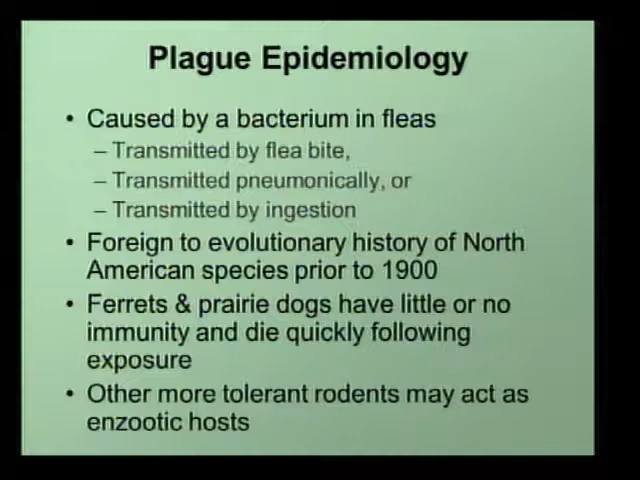 Plague Epidemiology
• Caused by a bacterium in fleas
– Transmitted by flea bite,
– Transmitted pneumonically, or
– Transmitted by ingestion
• Foreign to evolutionary history of North
American species prior to 1900
• Ferrets & prairie dogs have little or no
immunity and die quickly following
exposure
• Other more tolerant rodents may act as
enzootic hosts